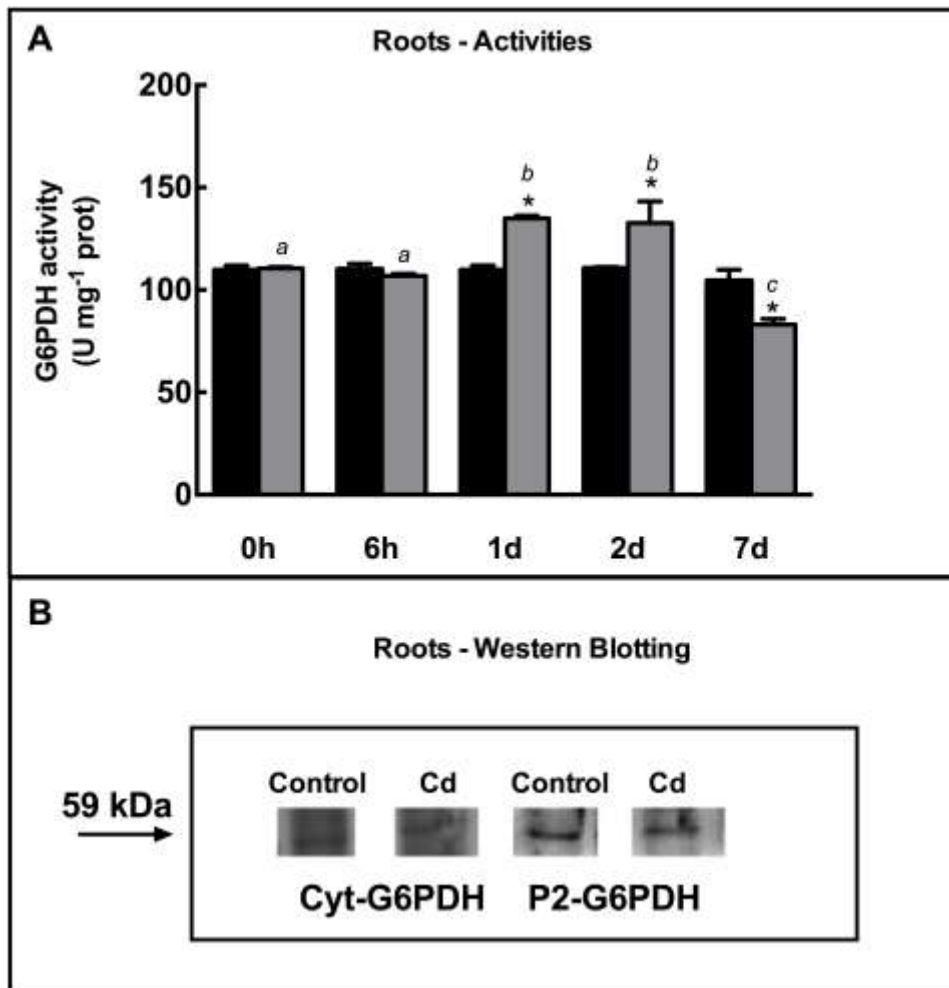 A
Roots - Activities
G6PDH activity
(U mg⁻¹ prot)
200
150
100
50
0
a
a
b
*
b
*
c
*
0h 6h 1d 2d 7d
B
Roots - Western Blotting
59 kDa
Control Cd Control Cd
Cyt-G6PDH P2-G6PDH